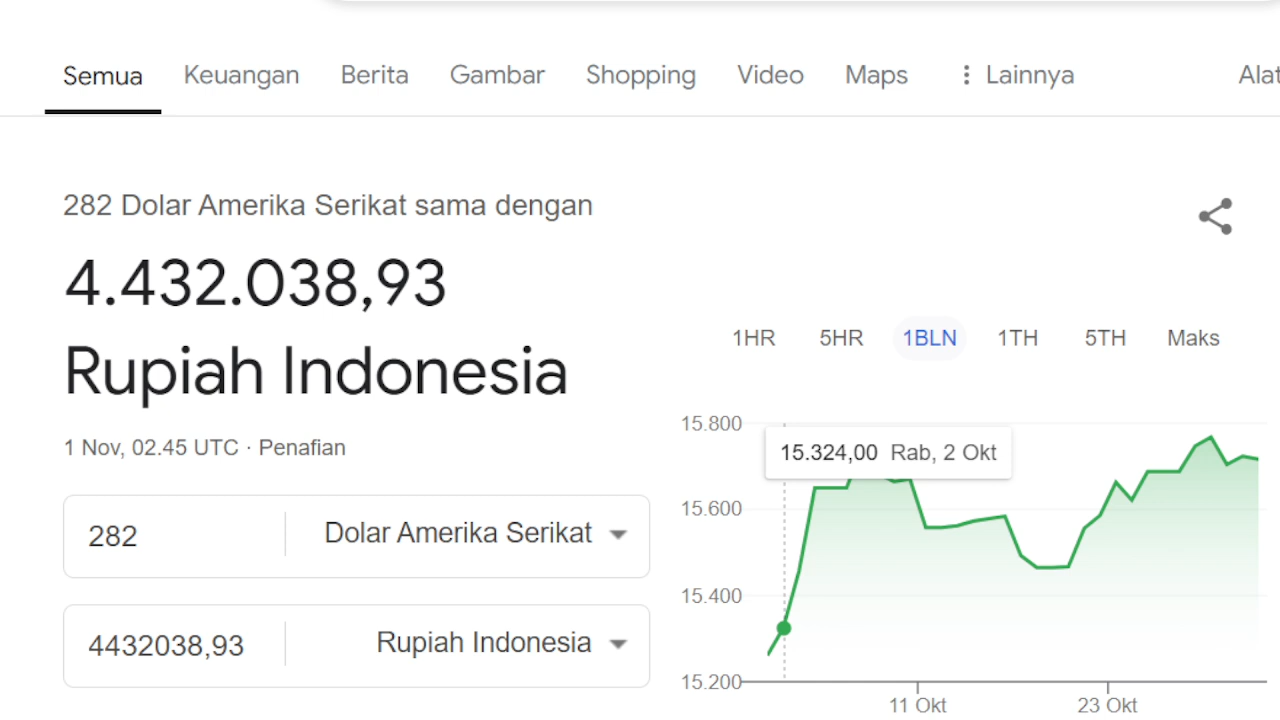 Semua Keuangan Berita Gambar Shopping Video Maps Lainnya
282 Dolar Amerika Serikat sama dengan
4.432.038,93
Rupiah Indonesia
1 Nov, 02.45 UTC · Penafian
282 Dolar Amerika Serikat
4432038,93 Rupiah Indonesia
1HR 5HR 1BLN 1TH 5TH Maks
15.800
15.324,00 Rab, 2 Okt
15.600
15.400
15.200
11 Okt 23 Okt